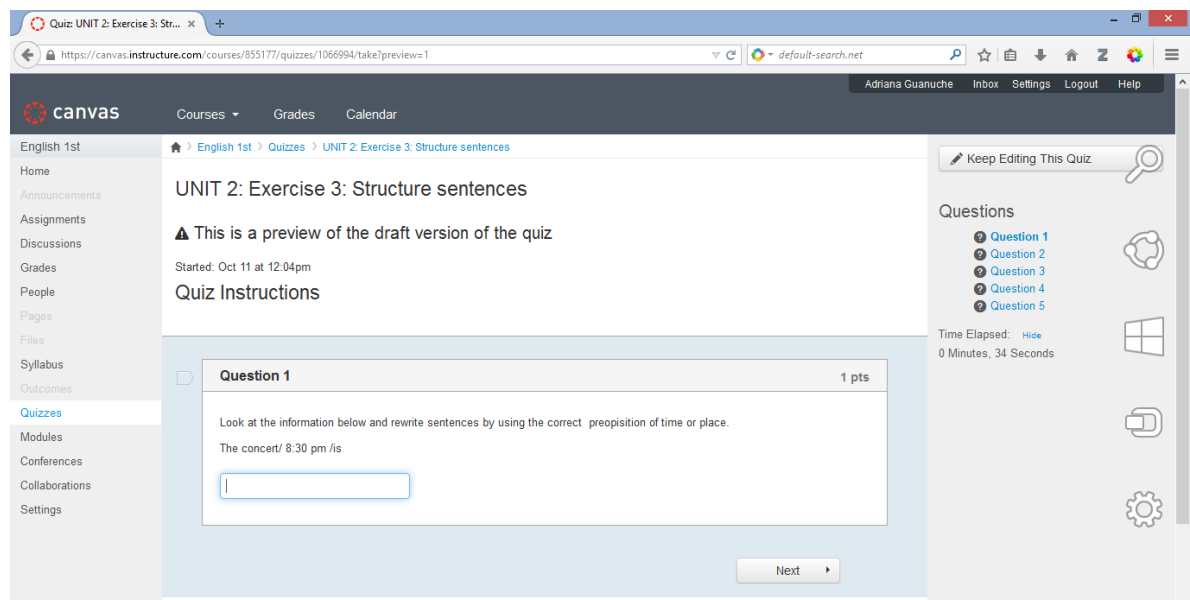 Quiz: UNIT 2: Exercise 3: Str... × +
https://canvas.instructure.com/courses/855177/quizzes/1066994/take?preview=1 default-search.net
Adriana Guanuche Inbox Settings Logout Help
canvas Courses Grades Calendar
English 1st
Home
Announcements
Assignments
Discussions
Grades
People
Pages
Files
Syllabus
Outcomes
Quizzes
Modules
Conferences
Collaborations
Settings
English 1st > Quizzes > UNIT 2: Exercise 3: Structure sentences
UNIT 2: Exercise 3: Structure sentences
This is a preview of the draft version of the quiz
Started: Oct 11 at 12:04pm
Quiz Instructions
Question 1 1 pts
Look at the information below and rewrite sentences by using the correct preopisition of time or place.
The concert/ 8:30 pm /is
Next
Keep Editing This Quiz
Questions
Question 1
Question 2
Question 3
Question 4
Question 5
Time Elapsed: Hide
0 Minutes, 34 Seconds